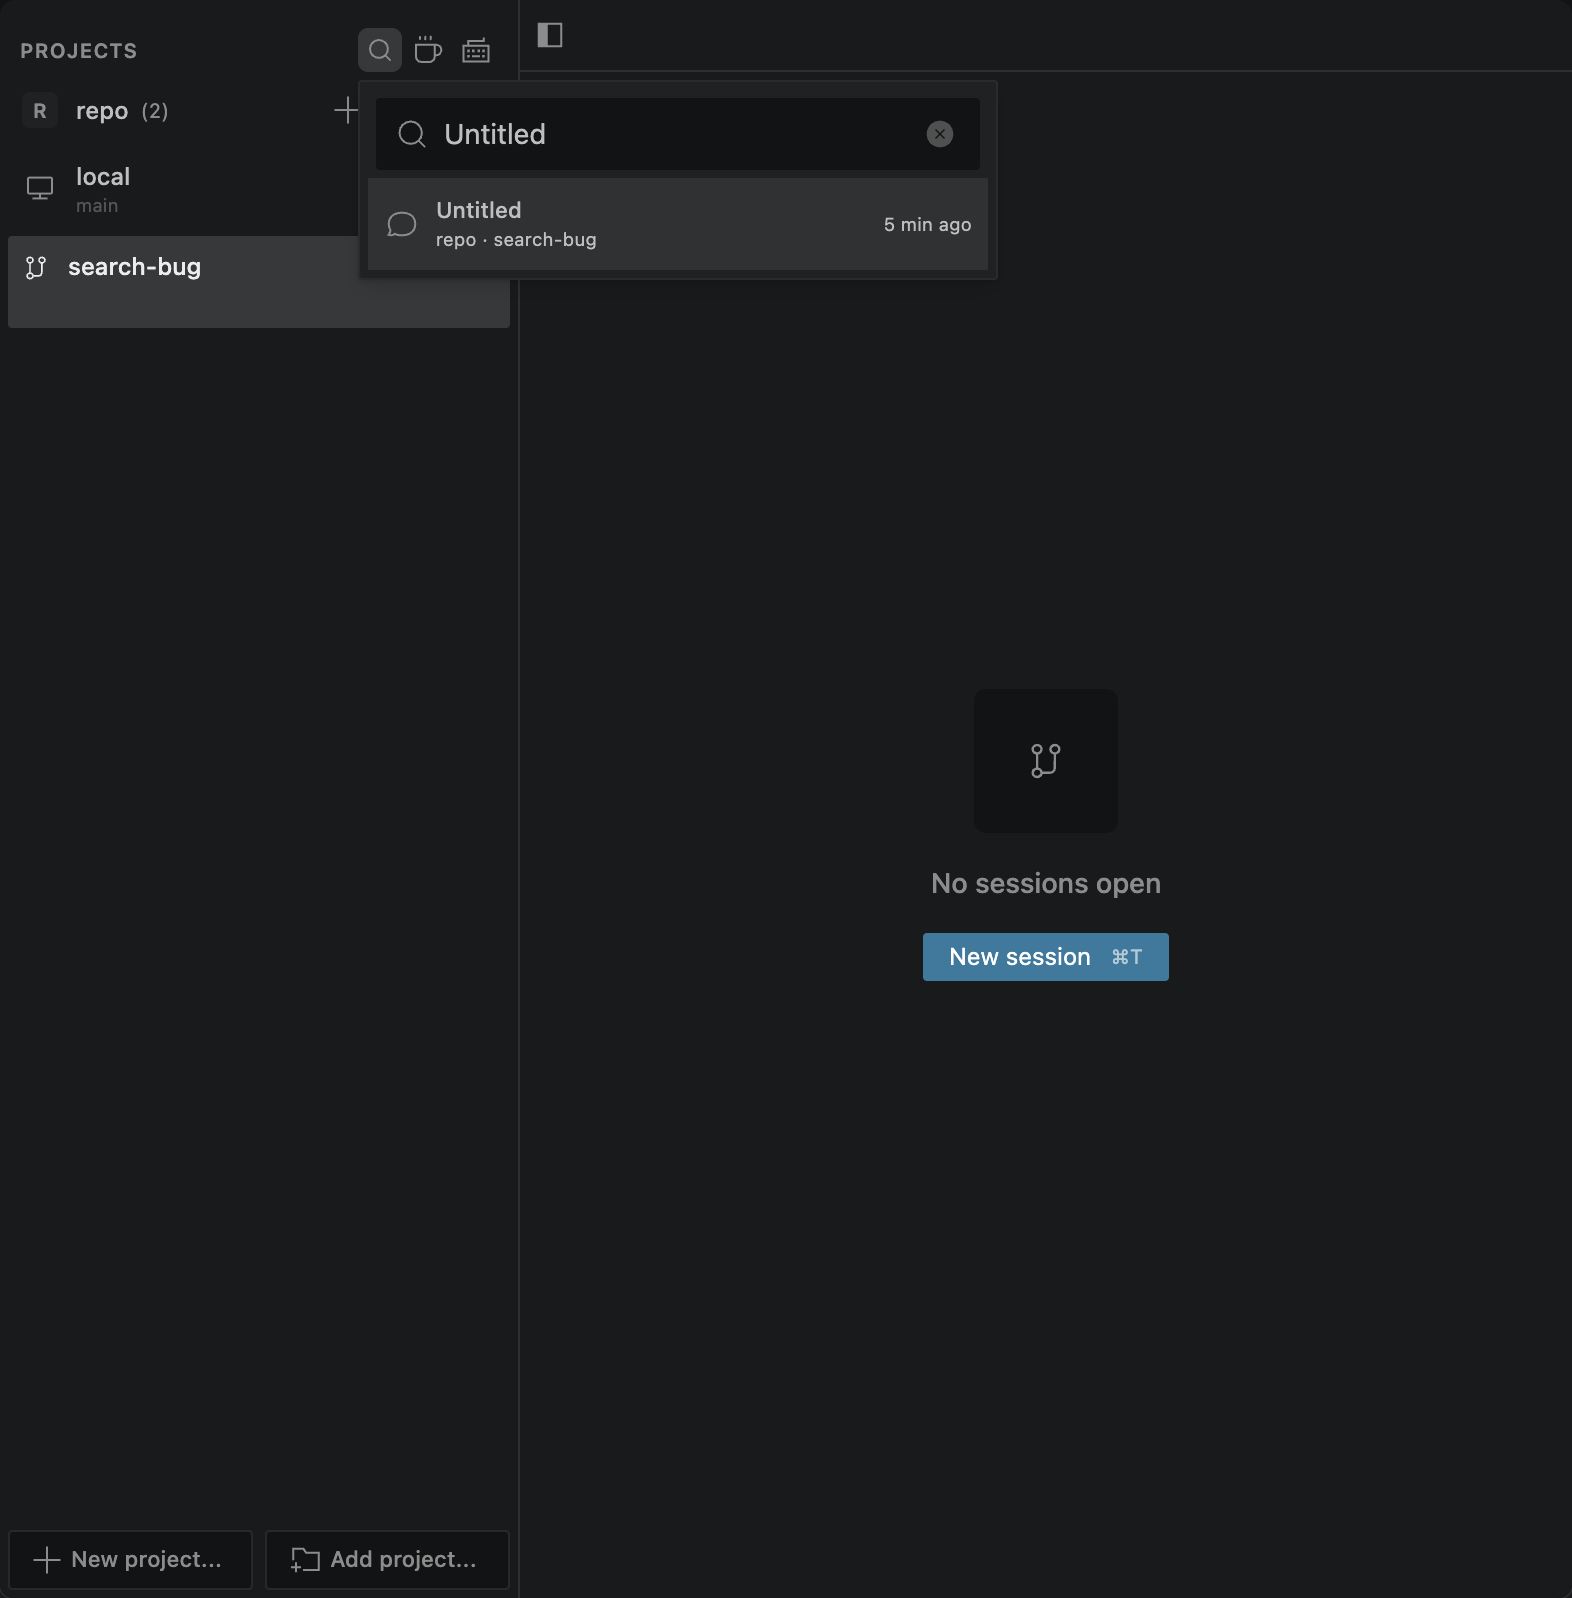 PROJECTS
R repo (2)
local
main
search-bug
Untitled
Untitled
repo · search-bug
5 min ago
No sessions open
New session ⌘T
New project...
Add project...